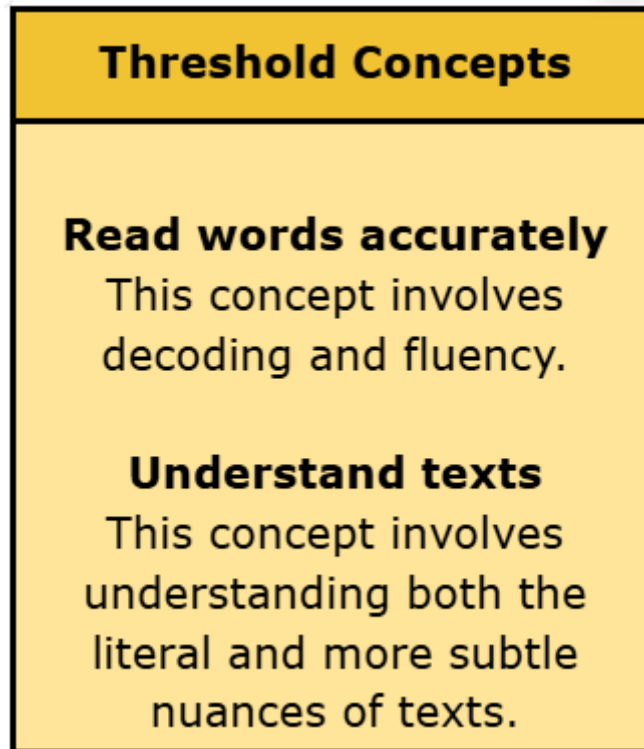 Threshold Concepts
Read words accurately
This concept involves
decoding and fluency.
Understand texts
This concept involves
understanding both the
literal and more subtle
nuances of texts.